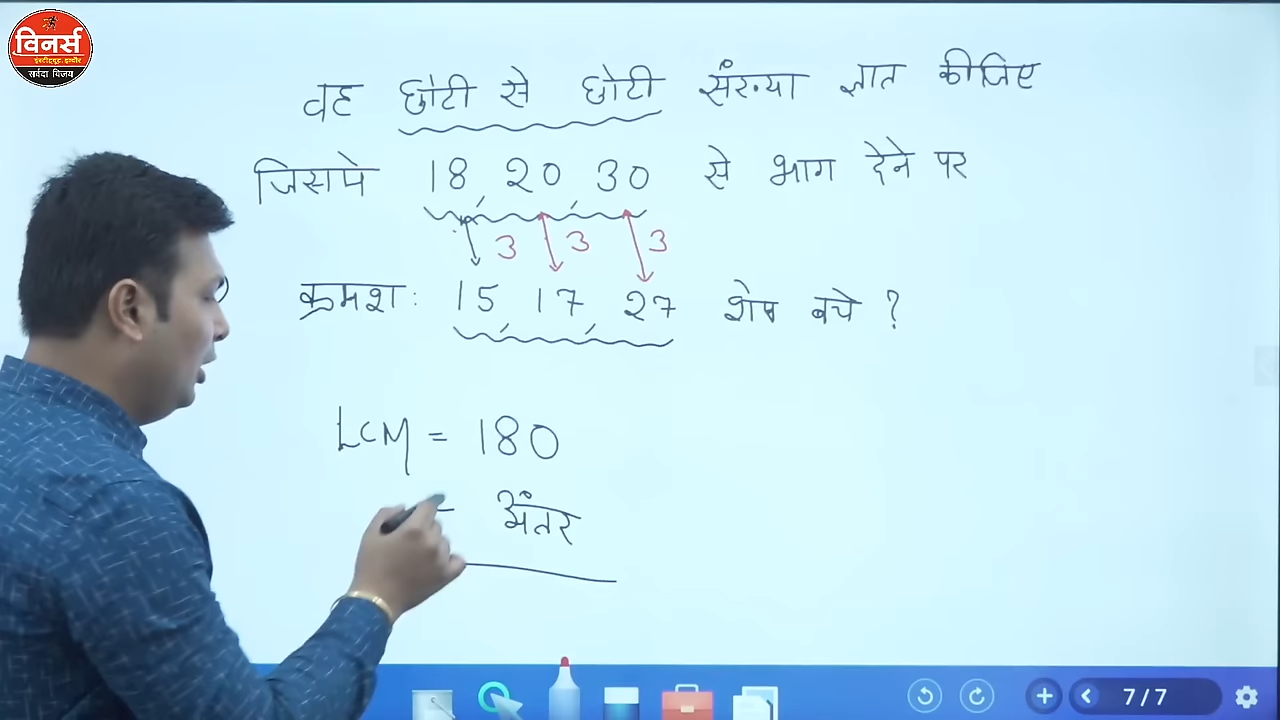 विनर्स
इंस्टीट्यूट, इन्दौर
सर्वदा विजय
वह छोटी से छोटी संख्या ज्ञात कीजिए
जिसमे 18, 20, 30 से भाग देने पर
3 3 3
क्रमशः 15, 17, 27 शेष बचे ?
LCM = 180
- अंतर
7/7